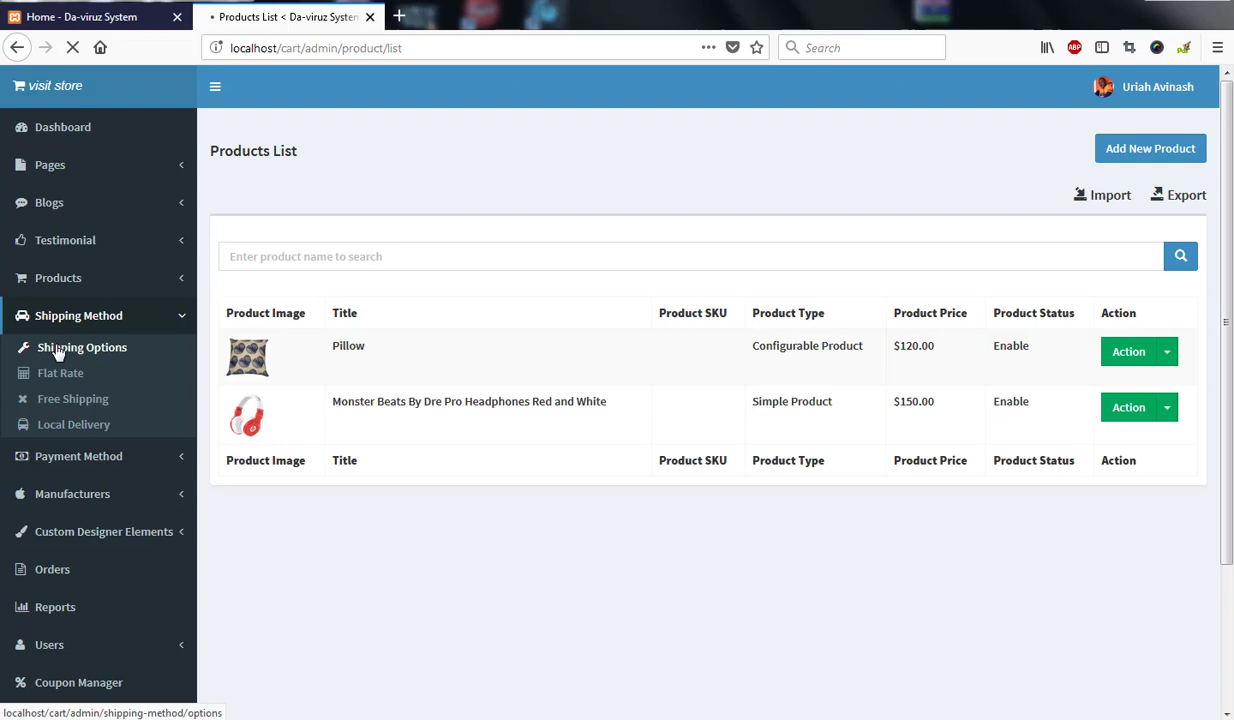 Home - Da-viruz System
Products List < Da-viruz System
localhost/cart/admin/product/list
Search
ABP
visit store
Uriah Avinash
Dashboard
Pages
Blogs
Testimonial
Products
Shipping Method
Shipping Options
Flat Rate
Free Shipping
Local Delivery
Payment Method
Manufacturers
Custom Designer Elements
Orders
Reports
Users
Coupon Manager
Products List
Add New Product
Import Export
Enter product name to search
Product Image Title Product SKU Product Type Product Price Product Status Action
Pillow Configurable Product $120.00 Enable Action
Monster Beats By Dre Pro Headphones Red and White Simple Product $150.00 Enable Action
Product Image Title Product SKU Product Type Product Price Product Status Action
localhost/cart/admin/shipping-method/options